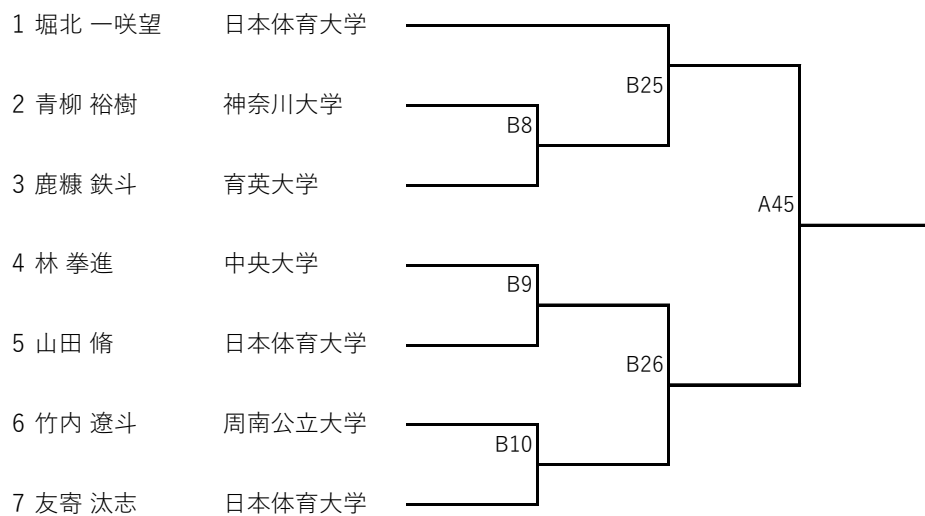 1 堀北 一咲望 日本体育大学
B25
2 青柳 裕樹 神奈川大学
B8
3 鹿糠 鉄斗 育英大学
A45
4 林 拳進 中央大学
B9
5 山田 脩 日本体育大学
B26
6 竹内 遼斗 周南公立大学
B10
7 友寄 汰志 日本体育大学